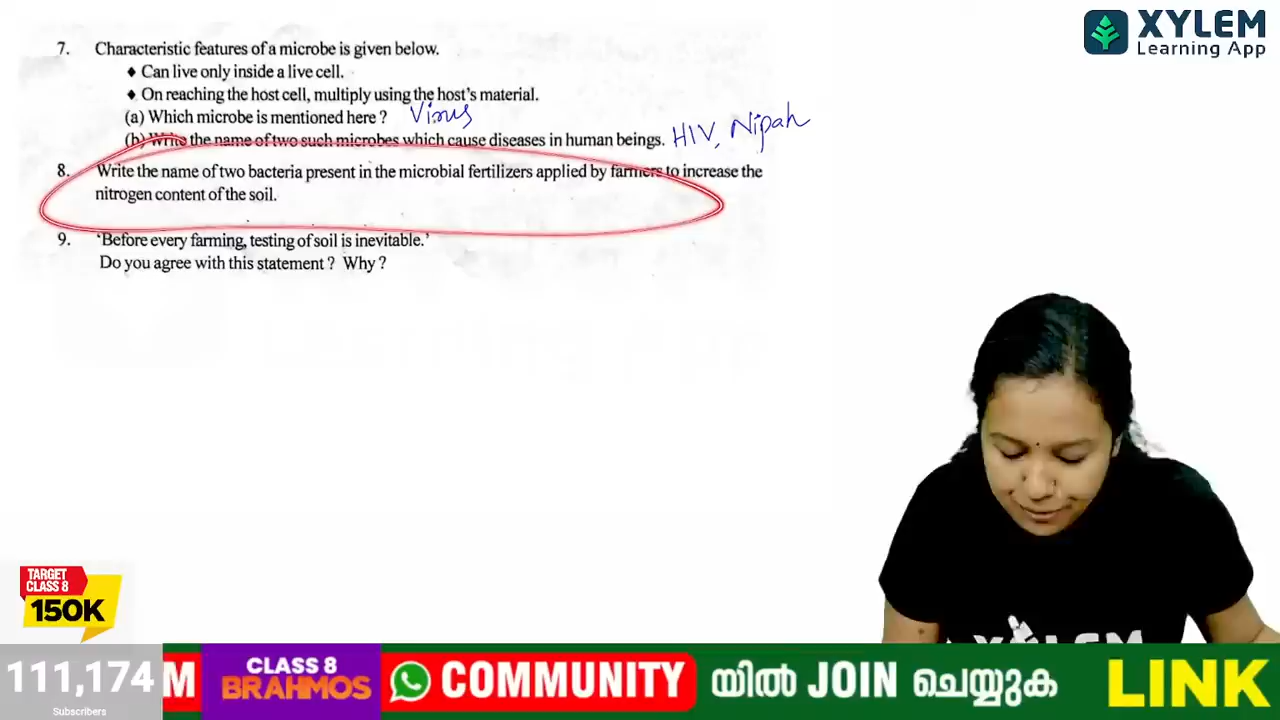 XYLEM
Learning App
7. Characteristic features of a microbe is given below.
♦ Can live only inside a live cell.
♦ On reaching the host cell, multiply using the host's material.
(a) Which microbe is mentioned here ? Virus
(b) Write the name of two such microbes which cause diseases in human beings. HIV, Nipah
8. Write the name of two bacteria present in the microbial fertilizers applied by farmers to increase the
nitrogen content of the soil.
9. 'Before every farming, testing of soil is inevitable.'
Do you agree with this statement ? Why ?
XYLEM
TARGET
CLASS 8
150K
111,174
Subscribers
M
CLASS 8
BRAHMOS
COMMUNITY യിൽ JOIN ചെയ്യുക LINK